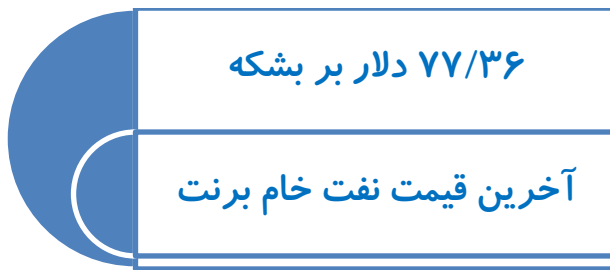 ۷۷/۳۶ دلار بر بشکه
آخرین قیمت نفت خام برنت